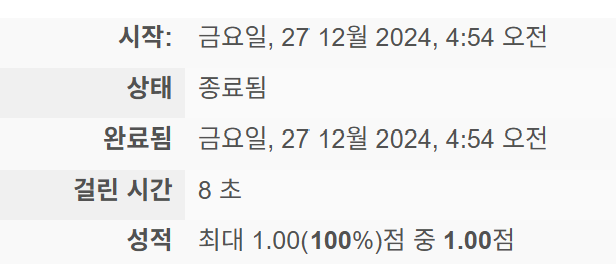 시작: 금요일, 27 12월 2024, 4:54 오전
상태 종료됨
완료됨 금요일, 27 12월 2024, 4:54 오전
걸린 시간 8 초
성적 최대 1.00(100%)점 중 1.00점